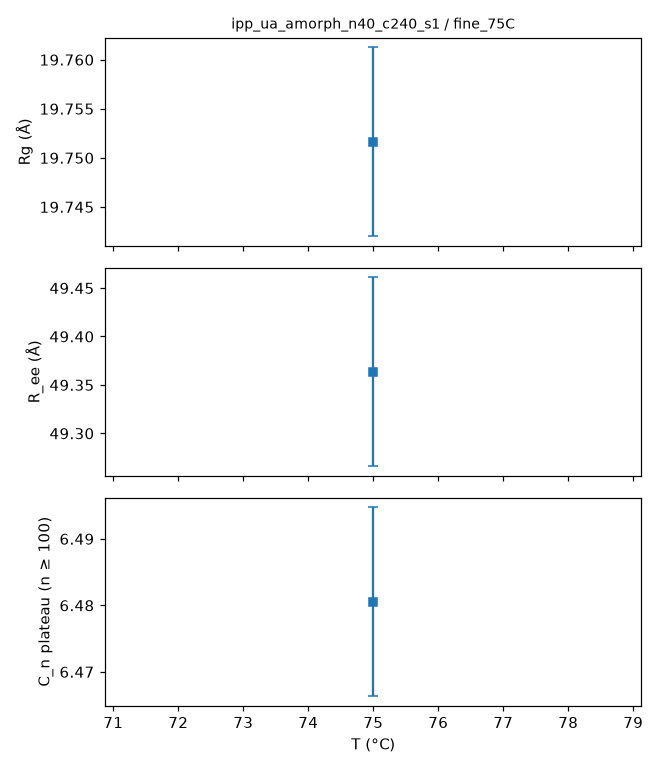 ipp_ua_amorph_n40_c240_s1 / fine_75C
19.760
19.755
19.750
19.745
Rg (Å)
49.45
49.40
49.35
49.30
R_ee (Å)
6.49
6.48
6.47
C_n plateau (n ≥ 100)
71 72 73 74 75 76 77 78 79
T (°C)